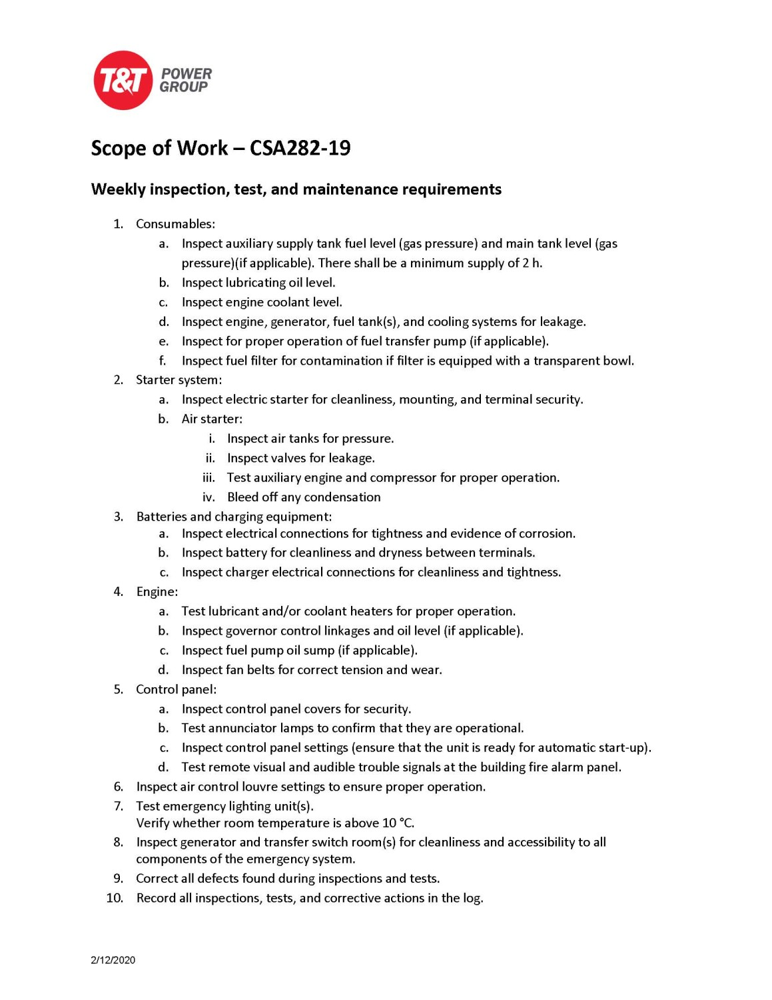 T&T POWER
GROUP
Scope of Work – CSA282-19
Weekly inspection, test, and maintenance requirements
1. Consumables:
a. Inspect auxiliary supply tank fuel level (gas pressure) and main tank level (gas
pressure)(if applicable). There shall be a minimum supply of 2 h.
b. Inspect lubricating oil level.
c. Inspect engine coolant level.
d. Inspect engine, generator, fuel tank(s), and cooling systems for leakage.
e. Inspect for proper operation of fuel transfer pump (if applicable).
f. Inspect fuel filter for contamination if filter is equipped with a transparent bowl.
2. Starter system:
a. Inspect electric starter for cleanliness, mounting, and terminal security.
b. Air starter:
i. Inspect air tanks for pressure.
ii. Inspect valves for leakage.
iii. Test auxiliary engine and compressor for proper operation.
iv. Bleed off any condensation
3. Batteries and charging equipment:
a. Inspect electrical connections for tightness and evidence of corrosion.
b. Inspect battery for cleanliness and dryness between terminals.
c. Inspect charger electrical connections for cleanliness and tightness.
4. Engine:
a. Test lubricant and/or coolant heaters for proper operation.
b. Inspect governor control linkages and oil level (if applicable).
c. Inspect fuel pump oil sump (if applicable).
d. Inspect fan belts for correct tension and wear.
5. Control panel:
a. Inspect control panel covers for security.
b. Test annunciator lamps to confirm that they are operational.
c. Inspect control panel settings (ensure that the unit is ready for automatic start-up).
d. Test remote visual and audible trouble signals at the building fire alarm panel.
6. Inspect air control louvre settings to ensure proper operation.
7. Test emergency lighting unit(s).
Verify whether room temperature is above 10 °C.
8. Inspect generator and transfer switch room(s) for cleanliness and accessibility to all
components of the emergency system.
9. Correct all defects found during inspections and tests.
10. Record all inspections, tests, and corrective actions in the log.
2/12/2020